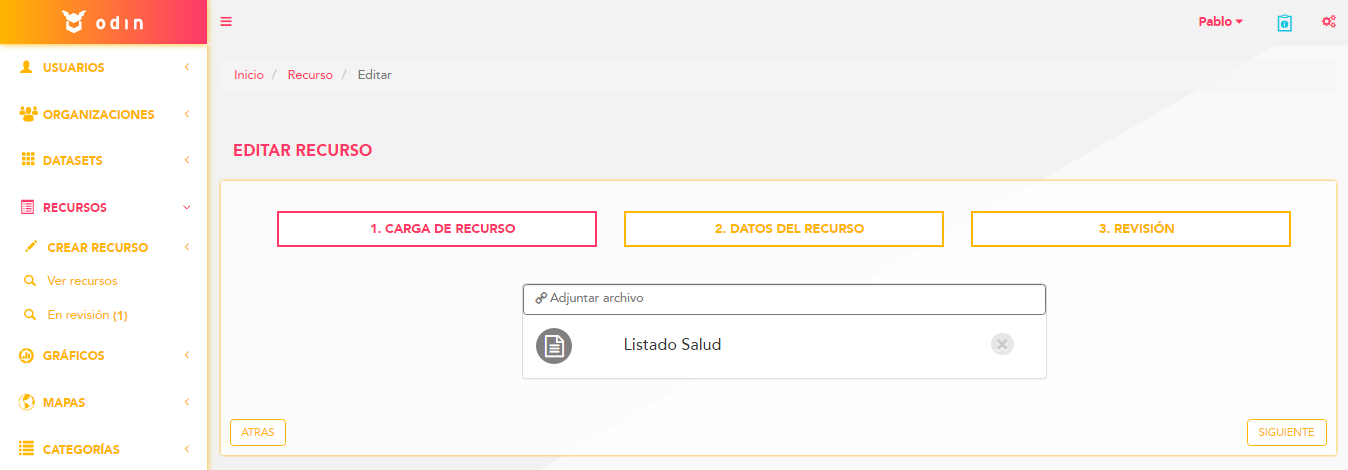 odin
Pablo
USUARIOS
ORGANIZACIONES
DATASETS
RECURSOS
CREAR RECURSO
Ver recursos
En revisión (1)
GRÁFICOS
MAPAS
CATEGORÍAS
Inicio / Recurso / Editar
EDITAR RECURSO
1. CARGA DE RECURSO
2. DATOS DEL RECURSO
3. REVISIÓN
Adjuntar archivo
Listado Salud
ATRAS
SIGUIENTE